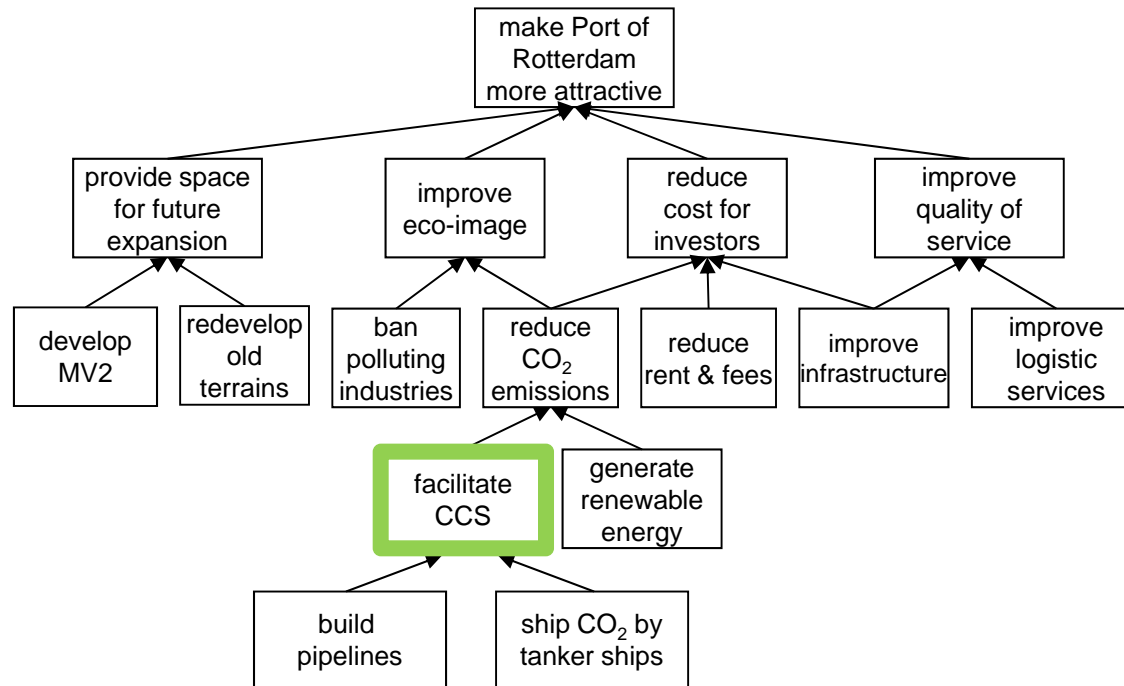 make Port of
Rotterdam
more attractive
provide space
for future
expansion
improve
eco-image
reduce
cost for
investors
improve
quality of
service
develop
MV2
redevelop
old
terrains
ban
polluting
industries
reduce
CO₂
emissions
reduce
rent & fees
improve
infrastructure
improve
logistic
services
facilitate
CCS
generate
renewable
energy
build
pipelines
ship CO₂ by
tanker ships